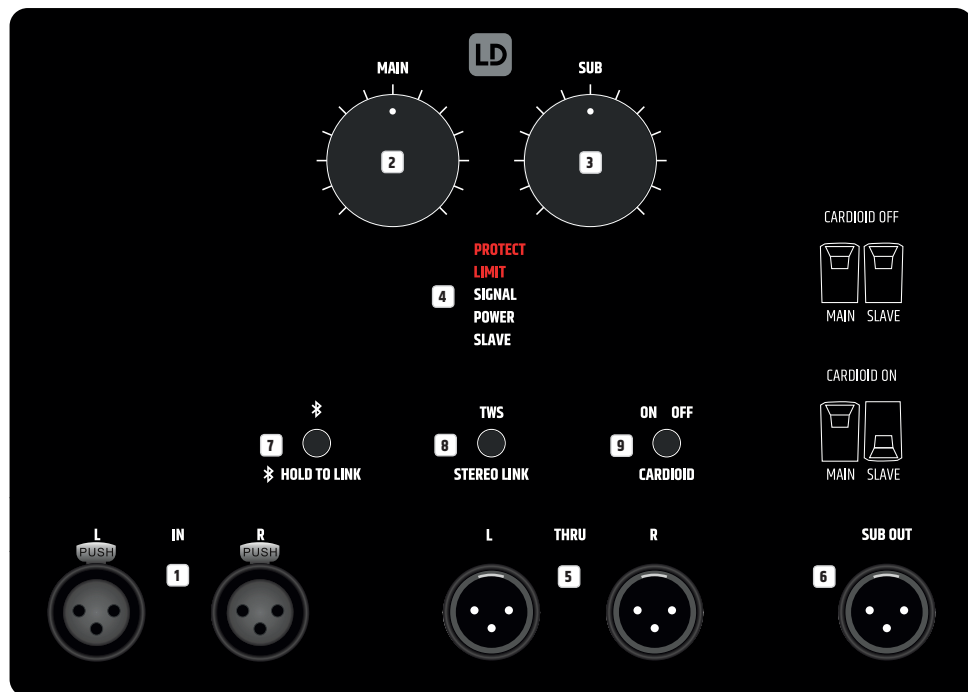 LD
MAIN
SUB
2
3
PROTECT
LIMIT
4
SIGNAL
POWER
SLAVE
CARDIOID OFF
MAIN SLAVE
CARDIOID ON
MAIN SLAVE
TWS
ON OFF
7
8
9
HOLD TO LINK
STEREO LINK
CARDIOID
L IN R
PUSH
PUSH
1
L THRU R
5
SUB OUT
6